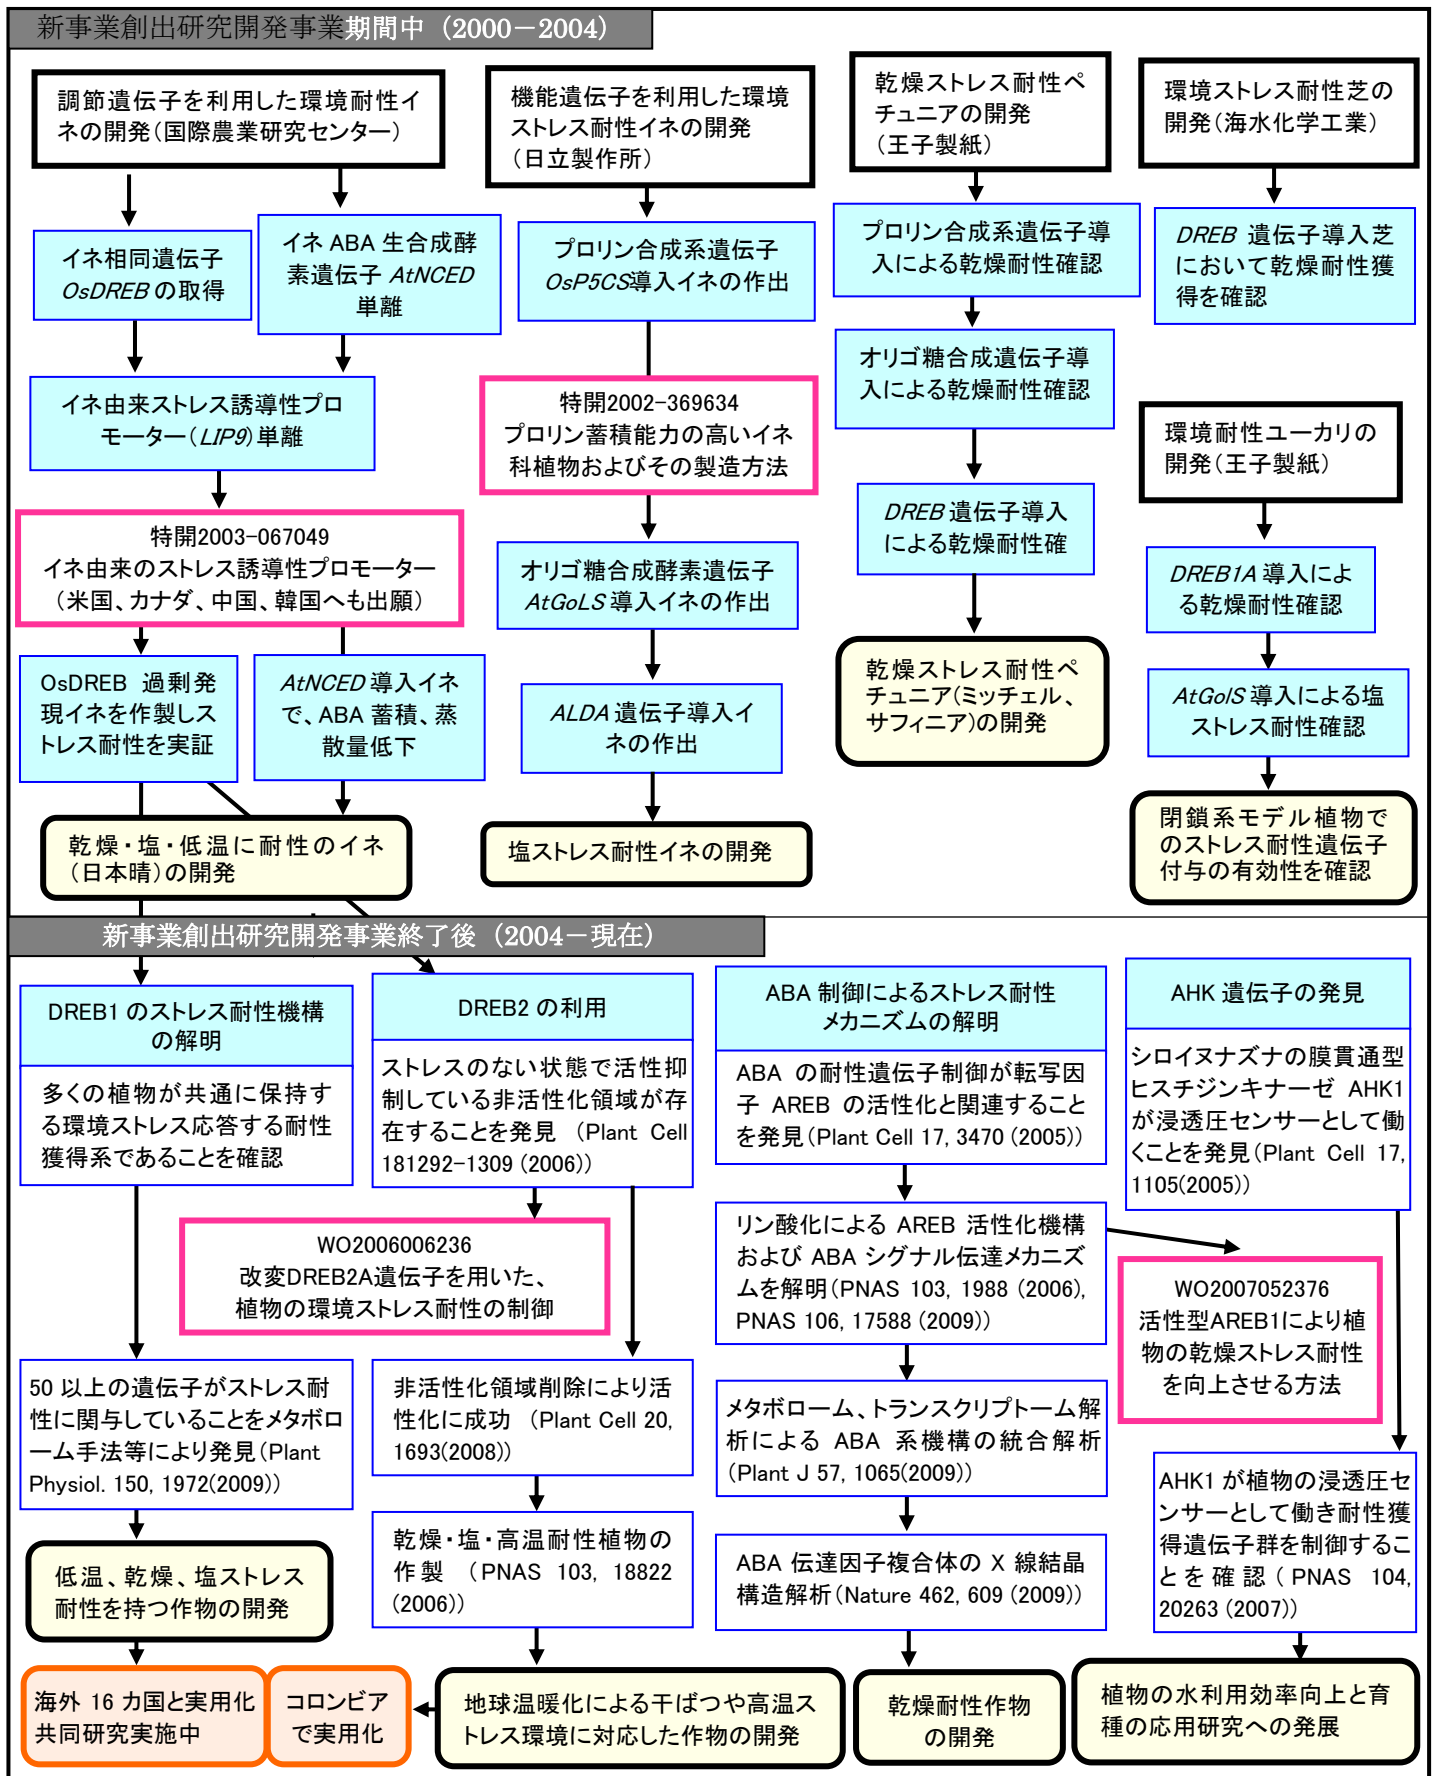 新事業創出研究開発事業期間中（2000－2004）
調節遺伝子を利用した環境耐性イ
ネの開発（国際農業研究センター）
イネ相同遺伝子
OsDREBの取得
イネ ABA 生合成酵
素遺伝子 AtNCED
単離
イネ由来ストレス誘導性プロ
モーター（LIP9）単離
特開2003-067049
イネ由来のストレス誘導性プロモーター
（米国、カナダ、中国、韓国へも出願）
OsDREB 過剰発
現イネを作製しス
トレス耐性を実証
AtNCED 導入イネ
で、ABA 蓄積、蒸
散量低下
乾燥・塩・低温に耐性のイネ
（日本晴）の開発
機能遺伝子を利用した環境
ストレス耐性イネの開発
（日立製作所）
プロリン合成系遺伝子
OsP5CS導入イネの作出
特開2002-369634
プロリン蓄積能力の高いイネ
科植物およびその製造方法
オリゴ糖合成酵素遺伝子
AtGoLS 導入イネの作出
ALDA 遺伝子導入イ
ネの作出
塩ストレス耐性イネの開発
乾燥ストレス耐性ペ
チュニアの開発
（王子製紙）
プロリン合成系遺伝子導
入による乾燥耐性確認
オリゴ糖合成遺伝子導
入による乾燥耐性確認
DREB 遺伝子導入
による乾燥耐性確
乾燥ストレス耐性ペ
チュニア(ミッチェル、
サフィニア)の開発
環境ストレス耐性芝の
開発（海水化学工業）
DREB 遺伝子導入芝
において乾燥耐性獲
得を確認
環境耐性ユーカリの
開発（王子製紙）
DREB1A 導入によ
る乾燥耐性確認
AtGolS 導入による塩
ストレス耐性確認
閉鎖系モデル植物で
のストレス耐性遺伝子
付与の有効性を確認
新事業創出研究開発事業終了後（2004－現在）
DREB1 のストレス耐性機構
の解明
多くの植物が共通に保持す
る環境ストレス応答する耐性
獲得系であることを確認
50 以上の遺伝子がストレス耐
性に関与していることをメタボロ
ーム手法等により発見（Plant
Physiol. 150, 1972(2009)）
低温、乾燥、塩ストレス
耐性を持つ作物の開発
海外 16 カ国と実用化
共同研究実施中
DREB2 の利用
ストレスのない状態で活性抑
制している非活性化領域が存
在することを発見 （Plant Cell
181292-1309 (2006)）
WO2006006236
改変DREB2A遺伝子を用いた、
植物の環境ストレス耐性の制御
非活性化領域削除により活
性化に成功 （Plant Cell 20,
1693(2008)）
乾燥・塩・高温耐性植物の
作製 （PNAS 103, 18822
(2006)）
地球温暖化による干ばつや高温ス
トレス環境に対応した作物の開発
コロンビア
で実用化
ABA 制御によるストレス耐性
メカニズムの解明
ABA の耐性遺伝子制御が転写因
子 AREB の活性化と関連すること
を発見（Plant Cell 17, 3470 (2005)）
リン酸化による AREB 活性化機構
および ABA シグナル伝達メカニズ
ムを解明（PNAS 103, 1988 (2006),
PNAS 106, 17588 (2009)）
WO2007052376
活性型AREB1により植
物の乾燥ストレス耐性
を向上させる方法
メタボローム、トランスクリプトーム解
析による ABA 系機構の統合解析
（Plant J 57, 1065(2009)）
ABA 伝達因子複合体の X 線結晶
構造解析（Nature 462, 609 (2009)）
乾燥耐性作物
の開発
AHK 遺伝子の発見
シロイヌナズナの膜貫通型
ヒスチジンキナーゼ AHK1
が浸透圧センサーとして働
くことを発見（Plant Cell 17,
1105(2005)）
AHK1 が植物の浸透圧セ
ンサーとして働き耐性獲
得遺伝子群を制御するこ
とを確認（PNAS 104,
20263 (2007)）
植物の水利用効率向上と育
種の応用研究への発展